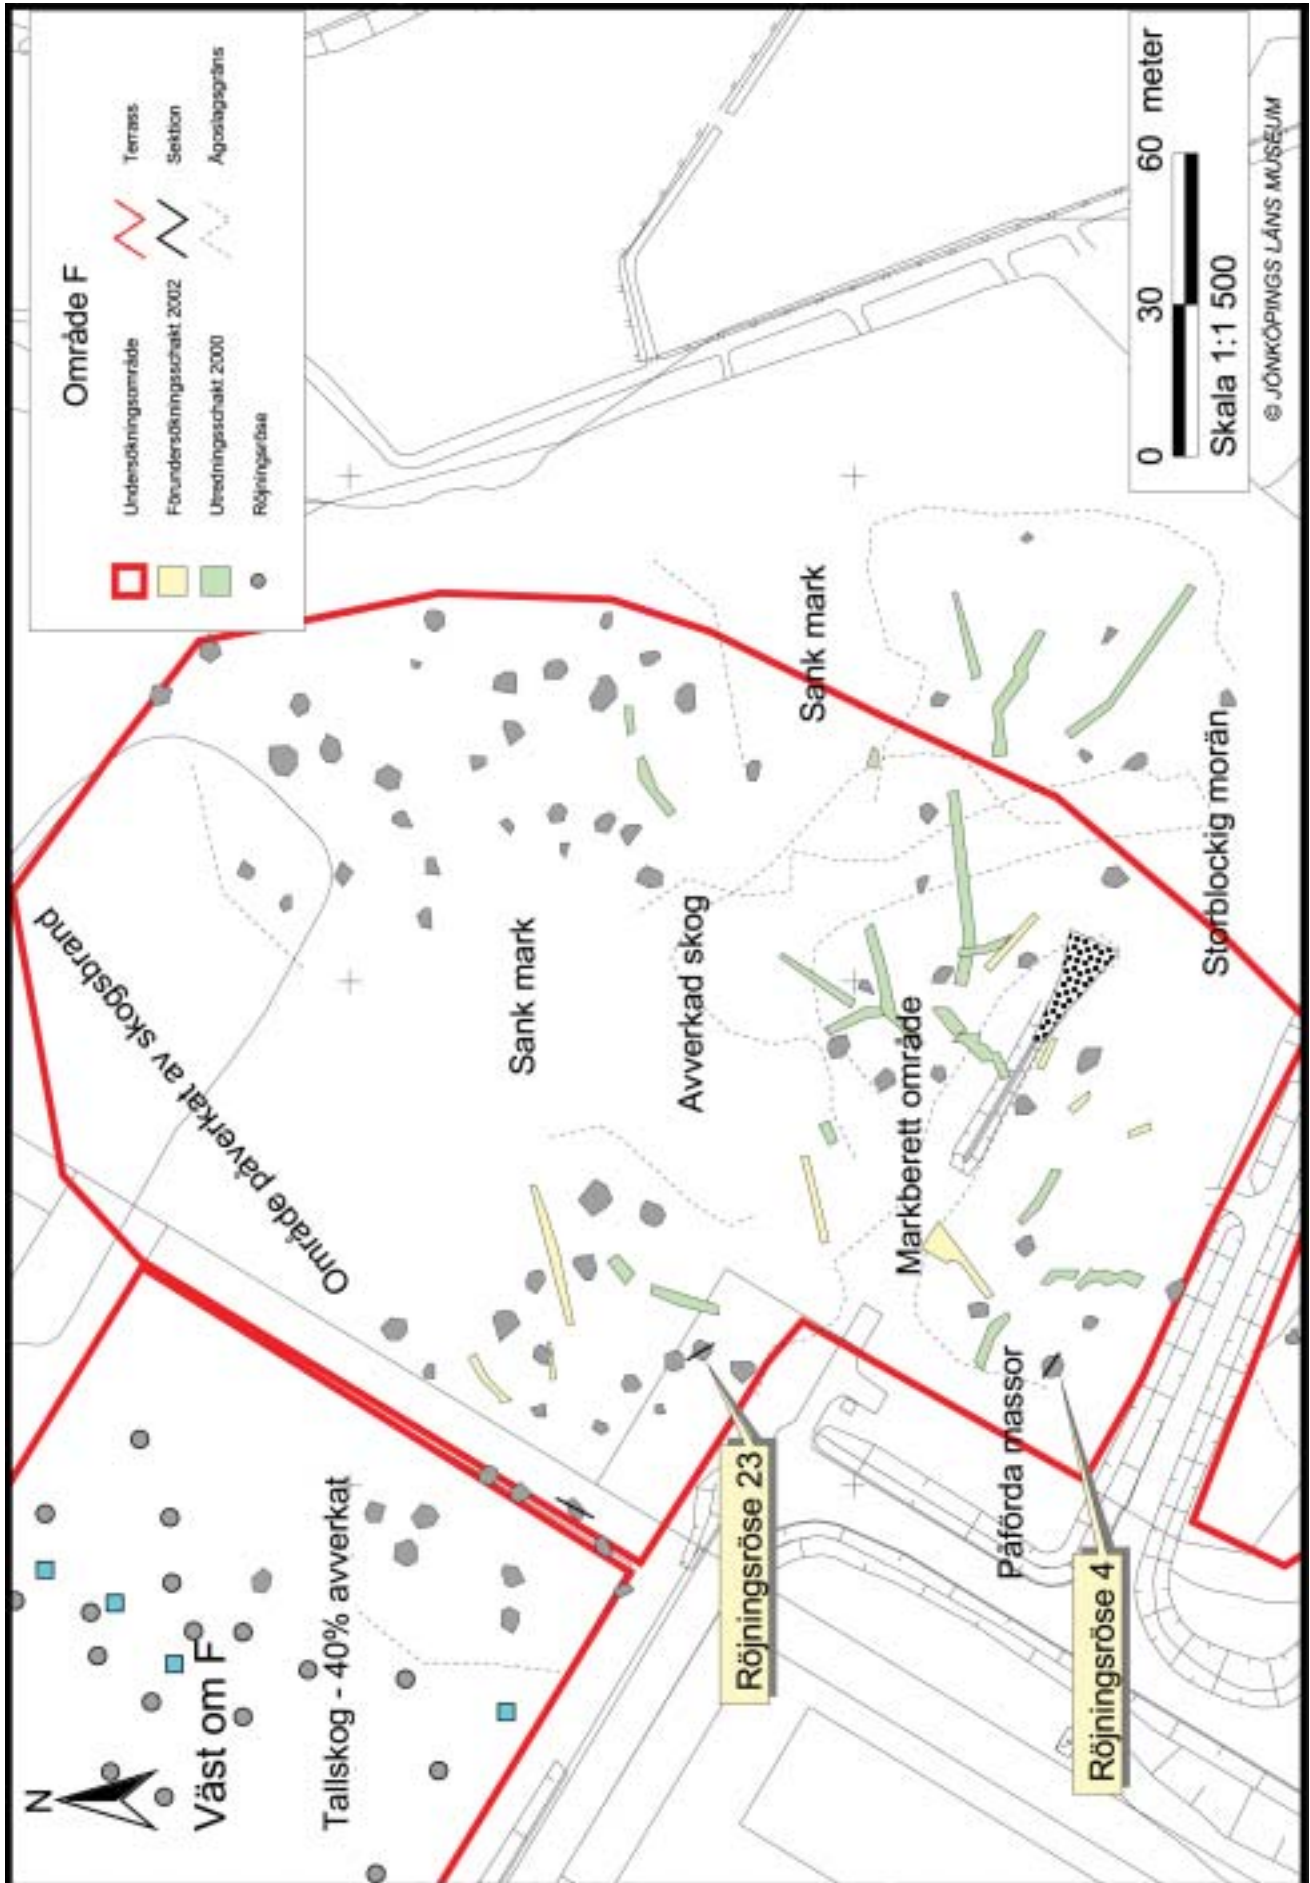 Område F
Undersökningsområde
Förundersökningsschakt 2002
Utredningsschakt 2000
Röjningsröse
Terrass
Sektion
Ägoslagsgräns
N
Väst om F
Tallskog - 40% avverkat
Område påverkat av skogsbrand
Sank mark
Avverkad skog
Sank mark
Markberett område
Storblockig morän
Påförda massor
Röjningsröse 23
Röjningsröse 4
0 30 60 meter
Skala 1:1 500
© JÖNKÖPINGS LÄNS MUSEUM